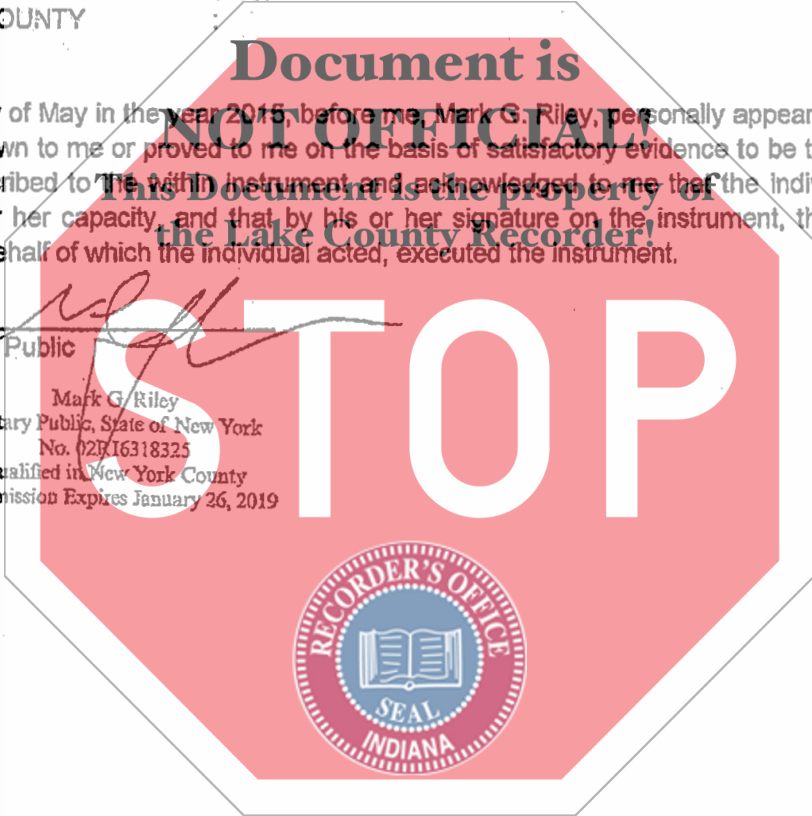 OUNTY :
Document is
of May in the year 2015, before me, Mark G. Riley, personally appear
NOT OFFICIAL!
wn to me or proved to me on the basis of satisfactory evidence to be t
This Document is the property of
ribed to the within instrument and acknowledged to me that the indi
her capacity, and that by his or her signature on the instrument, th
the Lake County Recorder!
ehalf of which the individual acted, executed the instrument.
STOP
Public
Mark G. Riley
tary Public, State of New York
No. 02RI6318325
ualified in New York County
mission Expires January 26, 2019
RECORDER'S OFFICE
SEAL
INDIANA